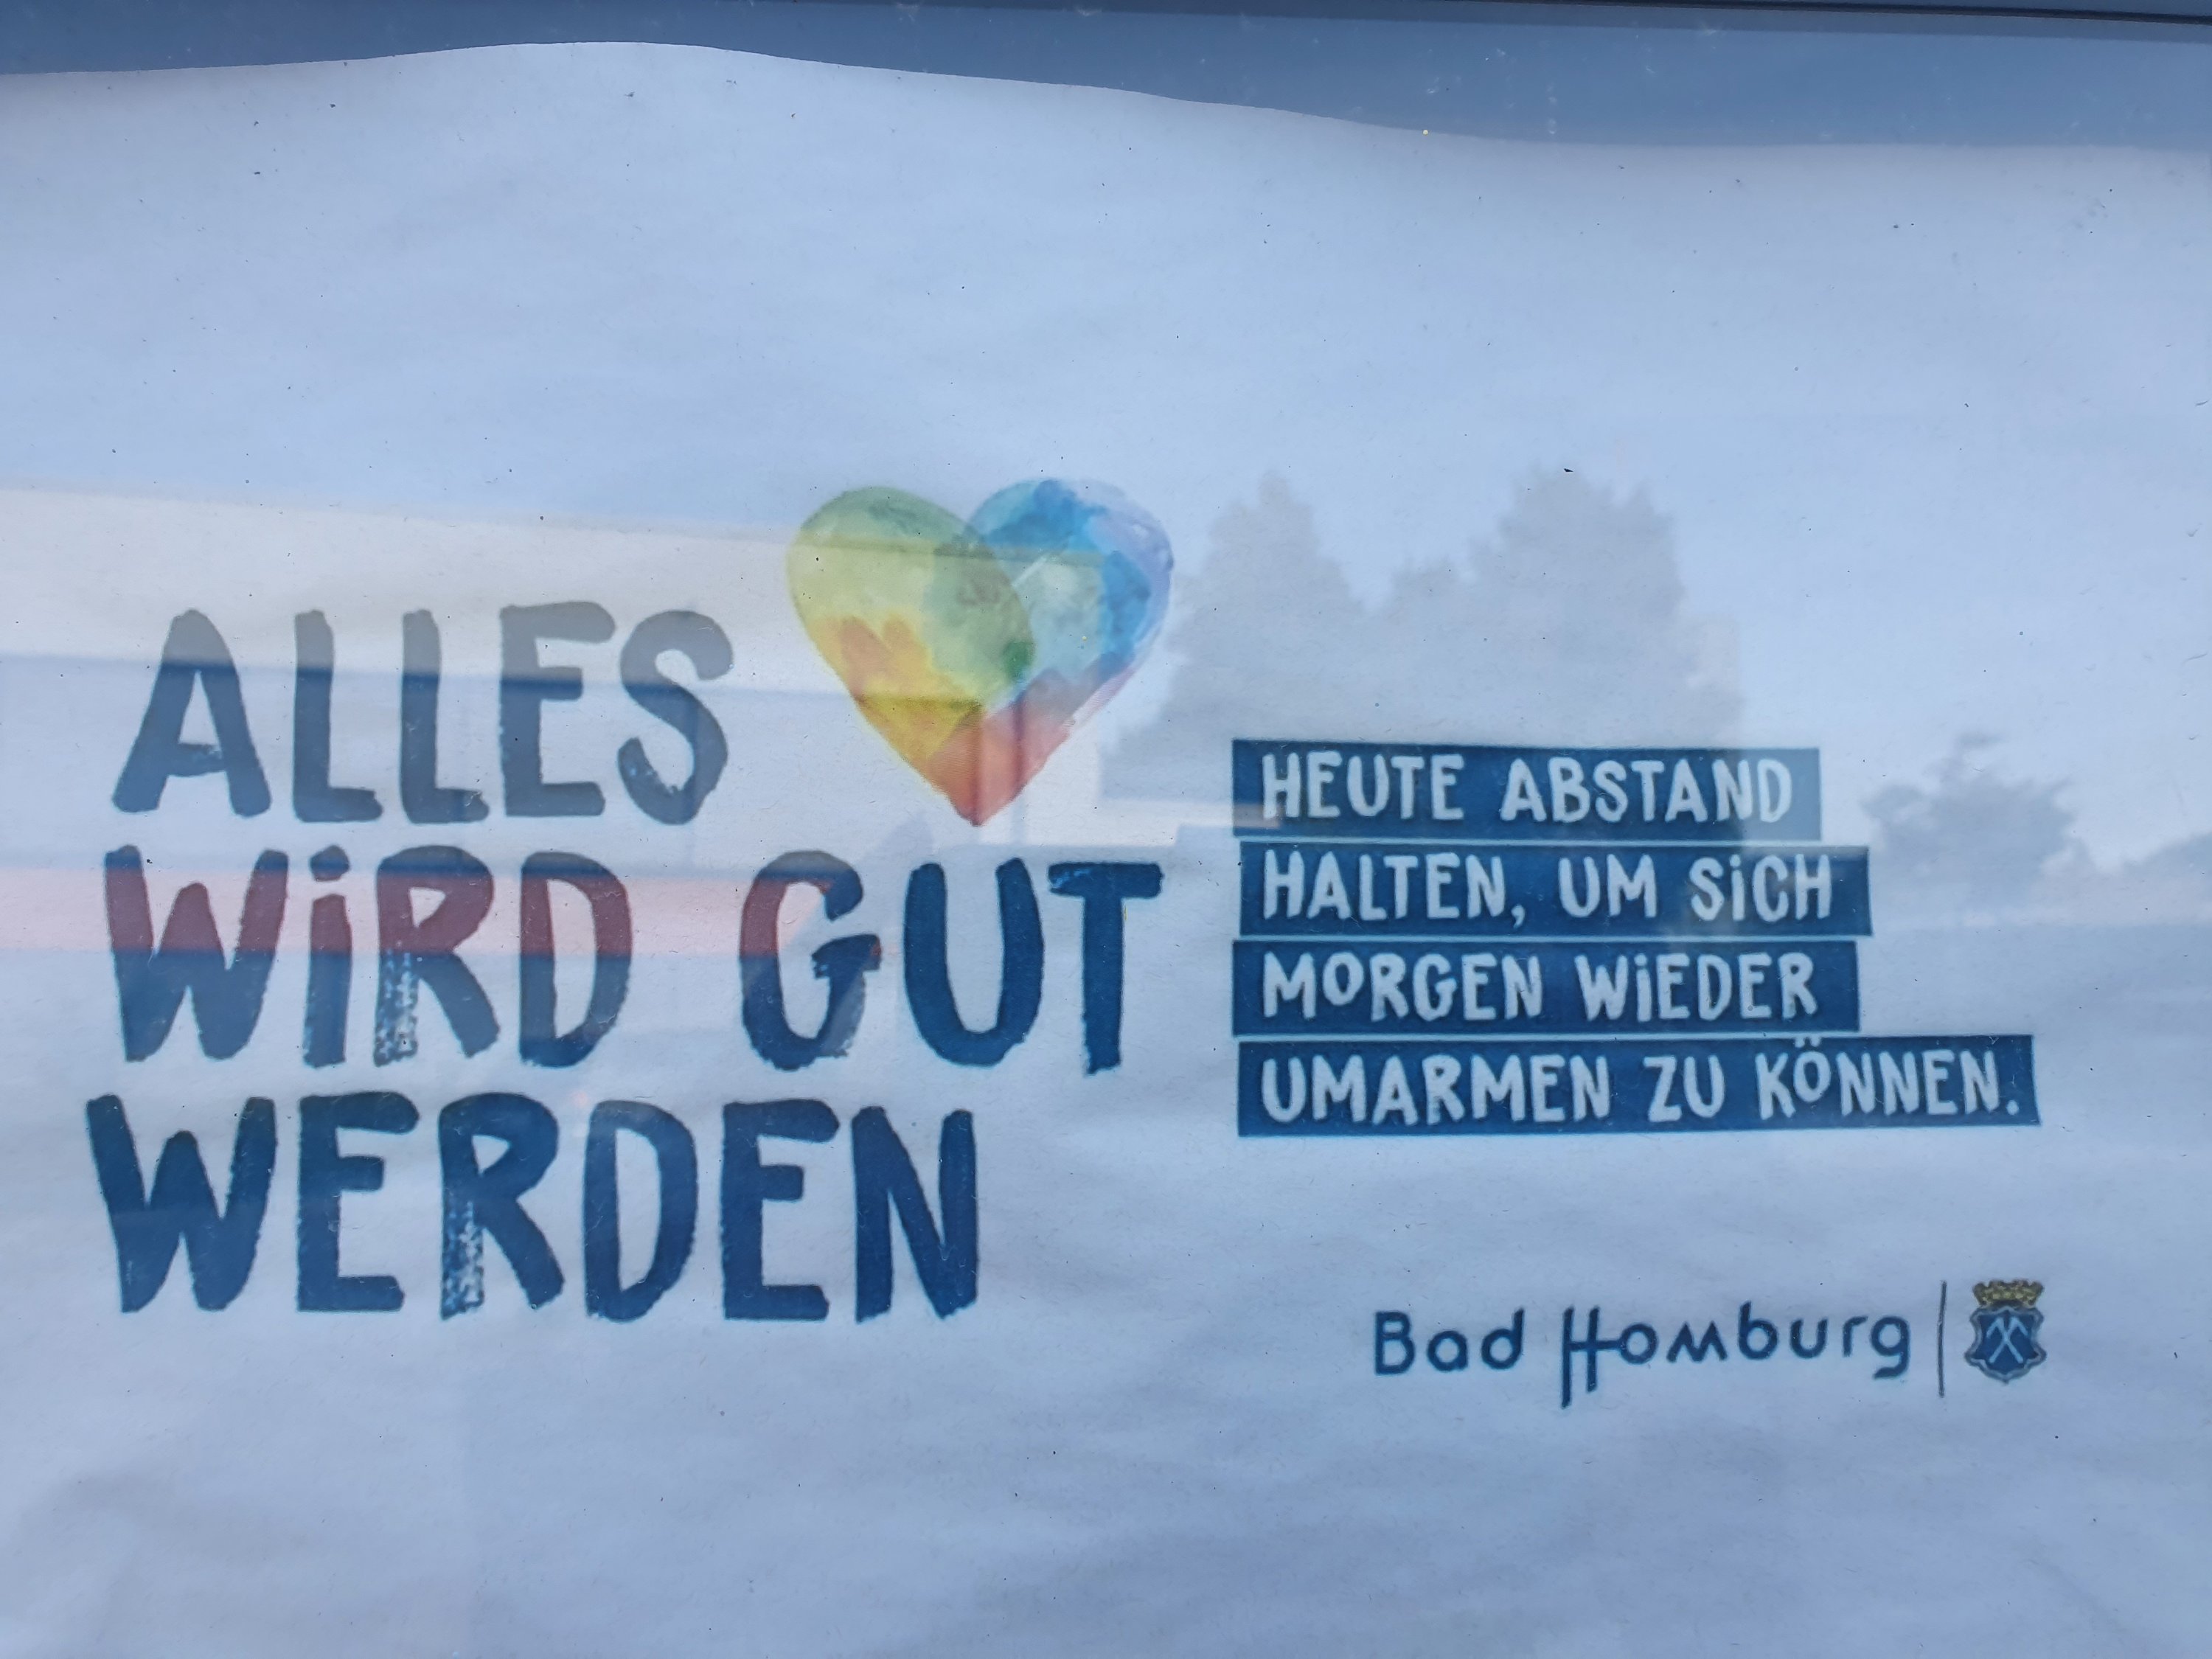 ALLES
WiRD GUT
WERDEN
HEUTE ABSTAND
HALTEN, UM SiCH
MORGEN WiEDER
UMARMEN ZU KÖNNEN.
Bad Homburg